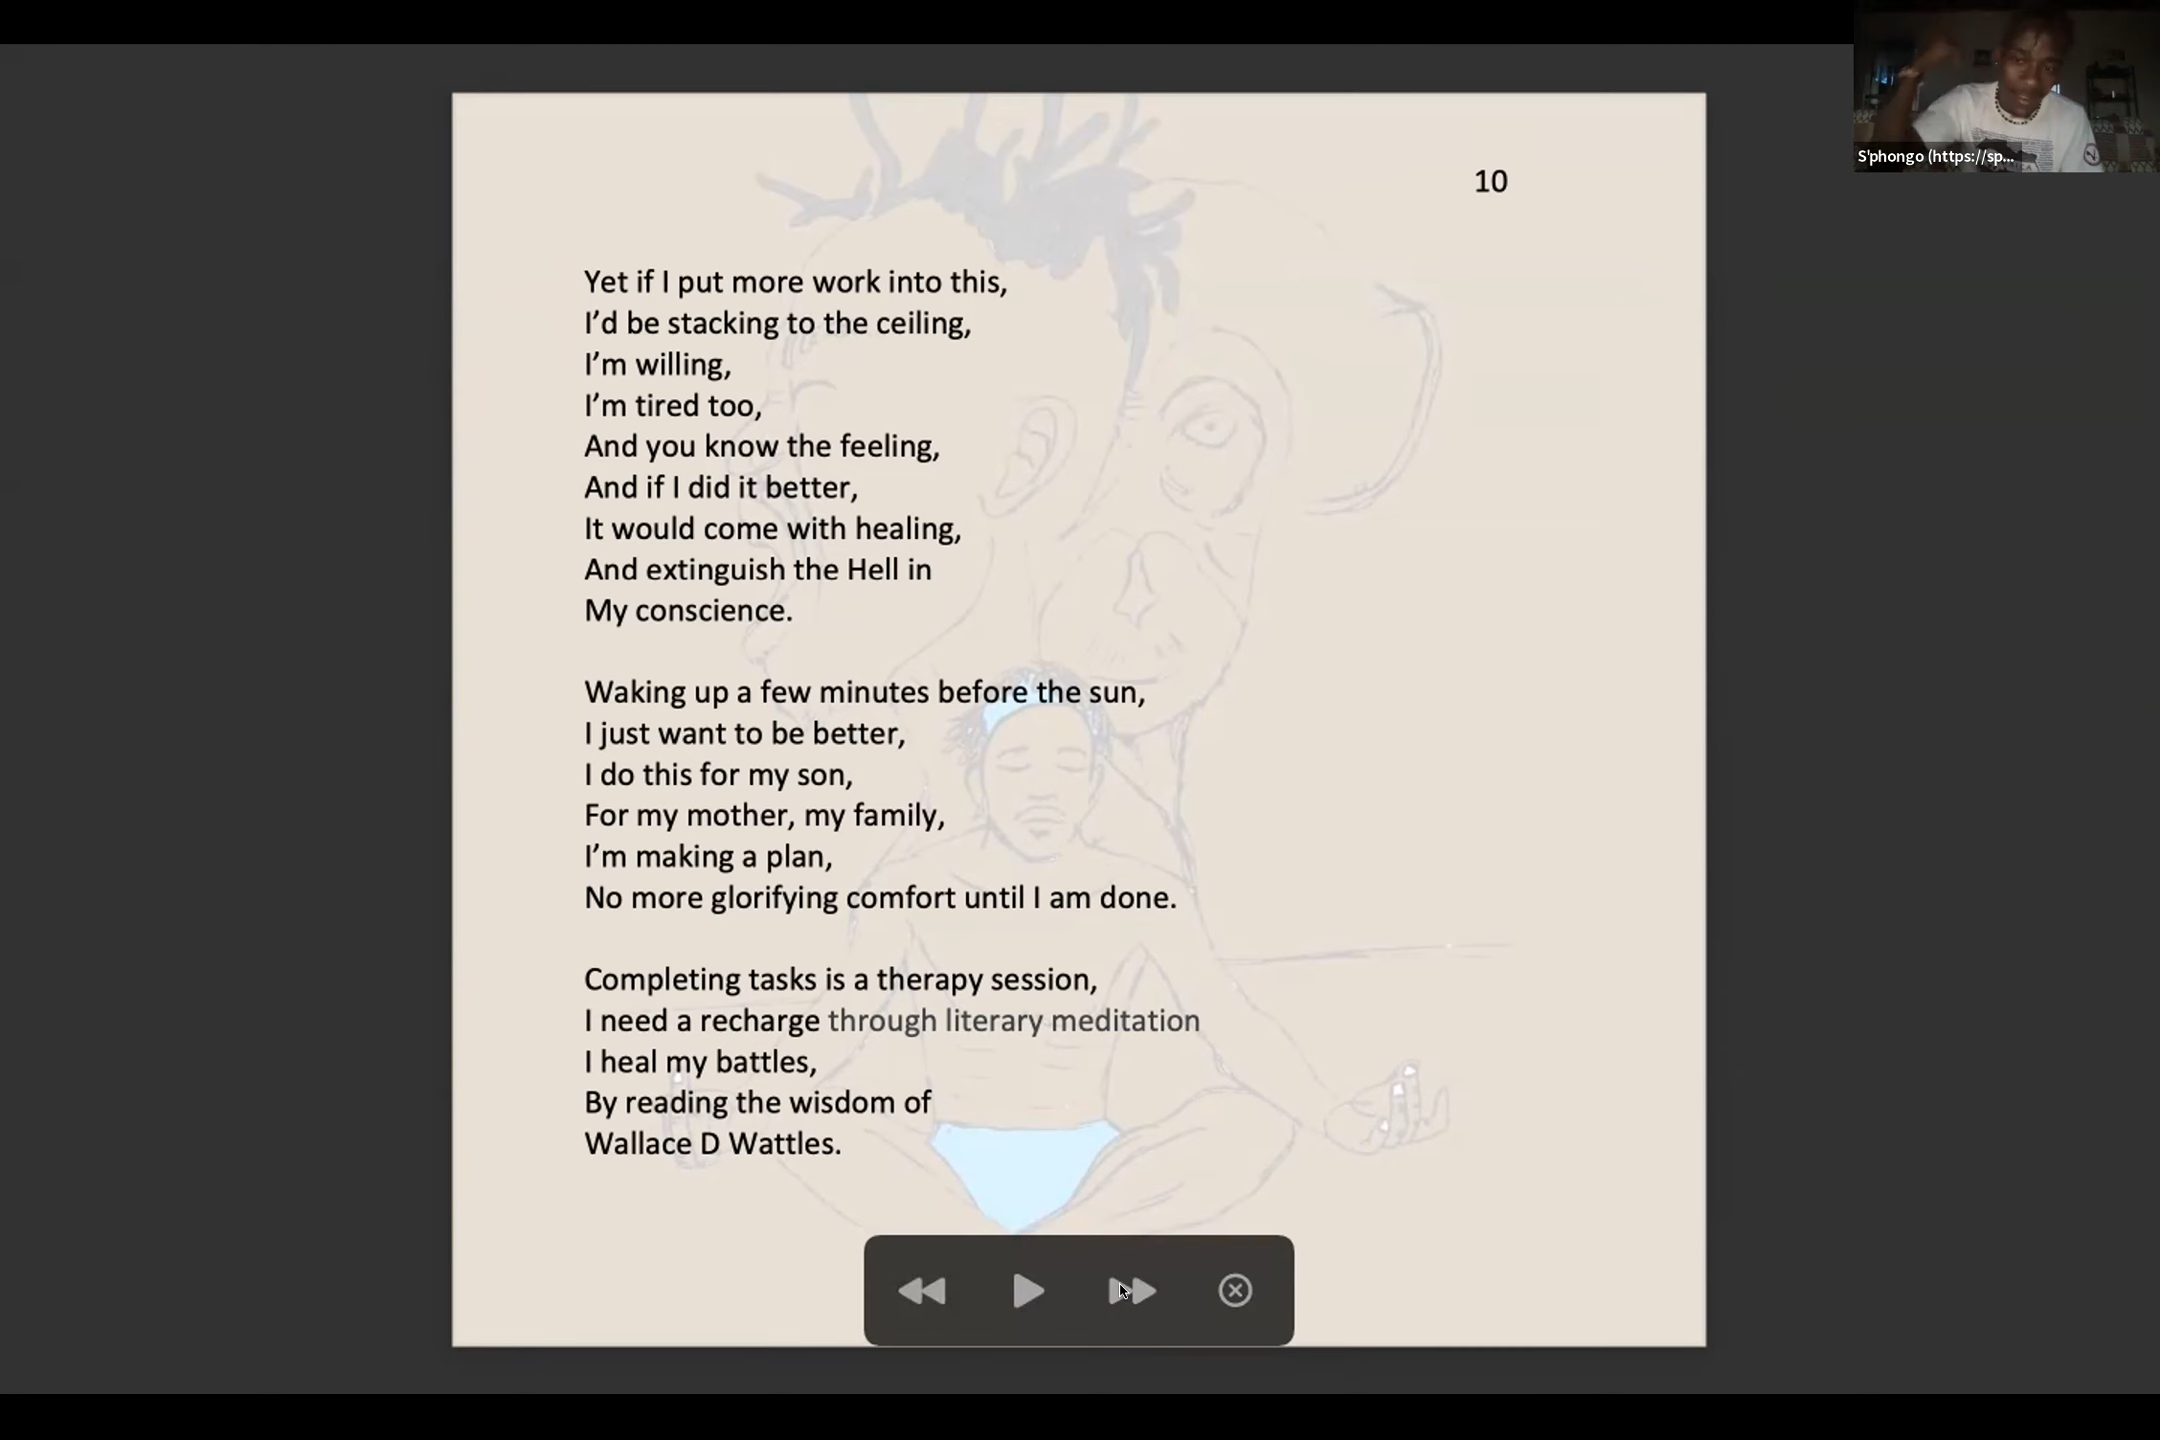 10
Yet if I put more work into this,
I’d be stacking to the ceiling,
I’m willing,
I’m tired too,
And you know the feeling,
And if I did it better,
It would come with healing,
And extinguish the Hell in
My conscience.
Waking up a few minutes before the sun,
I just want to be better,
I do this for my son,
For my mother, my family,
I’m making a plan,
No more glorifying comfort until I am done.
Completing tasks is a therapy session,
I need a recharge through literary meditation
I heal my battles,
By reading the wisdom of
Wallace D Wattles.
S'phongo (https://sp...